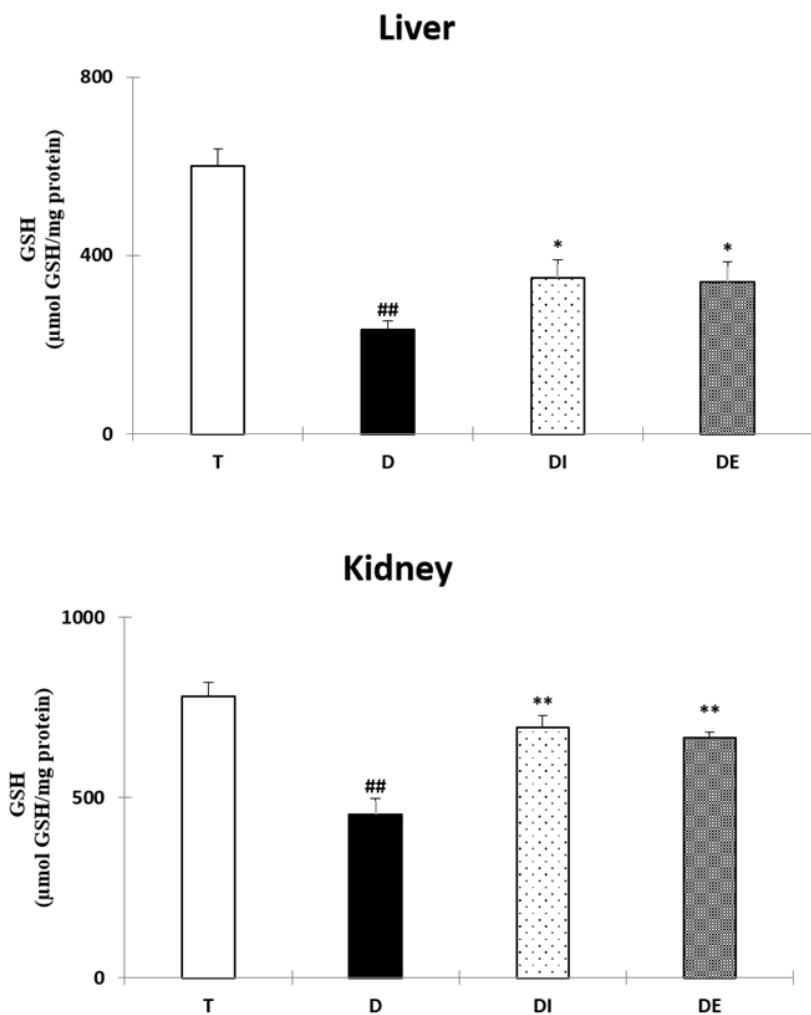 Liver
800
400
0
GSH
(µmol GSH/mg protein)
##
*
*
T D DI DE
Kidney
1000
500
0
GSH
(µmol GSH/mg protein)
##
**
**
T D DI DE